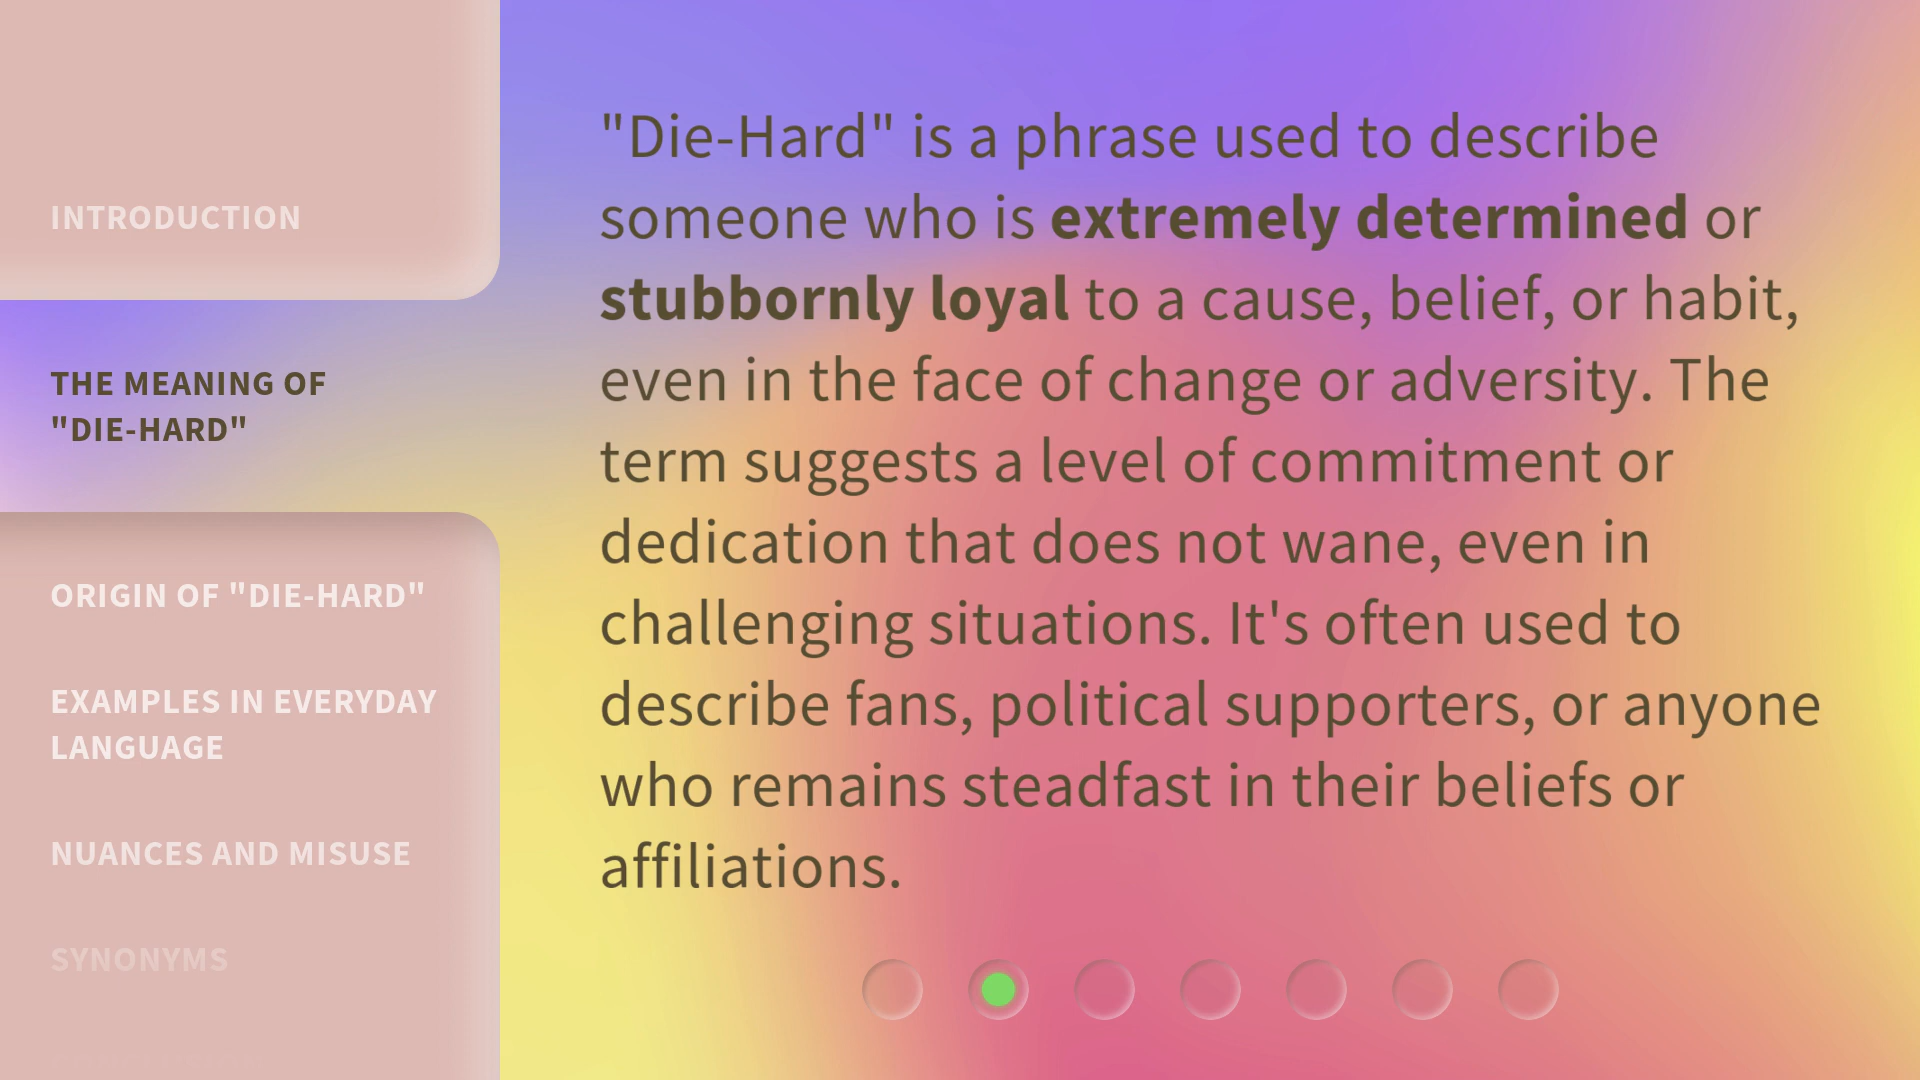 INTRODUCTION
THE MEANING OF
"DIE-HARD"
ORIGIN OF "DIE-HARD"
EXAMPLES IN EVERYDAY
LANGUAGE
NUANCES AND MISUSE
SYNONYMS
"Die-Hard" is a phrase used to describe
someone who is extremely determined or
stubbornly loyal to a cause, belief, or habit,
even in the face of change or adversity. The
term suggests a level of commitment or
dedication that does not wane, even in
challenging situations. It's often used to
describe fans, political supporters, or anyone
who remains steadfast in their beliefs or
affiliations.